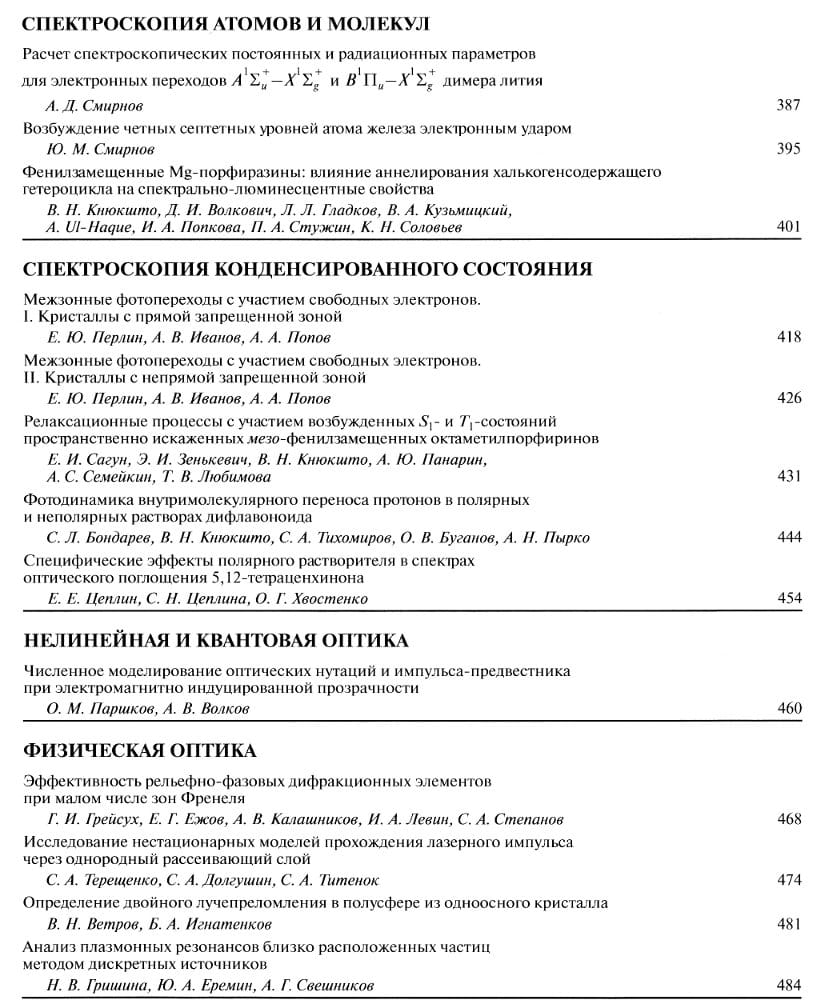 СПЕКТРОСКОПИЯ АТОМОВ И МОЛЕКУЛ
Расчет спектроскопических постоянных и радиационных параметров
для электронных переходов A¹Σᵤ⁺–X¹Σg⁺ и B¹Πᵤ–X¹Σg⁺ димера лития
А. Д. Смирнов 387
Возбуждение четных септетных уровней атома железа электронным ударом
Ю. М. Смирнов 395
Фенилзамещенные Mg-порфиразины: влияние аннелирования халькогенсодержащего
гетероцикла на спектрально-люминесцентные свойства
В. Н. Кнюкшто, Д. И. Волкович, Л. Л. Гладков, В. А. Кузьмицкий,
A. Ul-Haque, И. А. Попкова, П. А. Стужин, К. Н. Соловьев 401
СПЕКТРОСКОПИЯ КОНДЕНСИРОВАННОГО СОСТОЯНИЯ
Межзонные фотопереходы с участием свободных электронов.
I. Кристаллы с прямой запрещенной зоной
Е. Ю. Перлин, А. В. Иванов, А. А. Попов 418
Межзонные фотопереходы с участием свободных электронов.
II. Кристаллы с непрямой запрещенной зоной
Е. Ю. Перлин, А. В. Иванов, А. А. Попов 426
Релаксационные процессы с участием возбужденных S₁- и T₁-состояний
пространственно искаженных мезо-фенилзамещенных октаметилпорфиринов
Е. И. Сагун, Э. И. Зенькевич, В. Н. Кнюкшто, А. Ю. Панарин,
А. С. Семейкин, Т. В. Любимова 431
Фотодинамика внутримолекулярного переноса протонов в полярных
и неполярных растворах дифлавоноида
С. Л. Бондарев, В. Н. Кнюкшто, С. А. Тихомиров, О. В. Буганов, А. Н. Пырко 444
Специфические эффекты полярного растворителя в спектрах
оптического поглощения 5,12-тетраценхинона
Е. Е. Цеплин, С. Н. Цеплина, О. Г. Хвостенко 454
НЕЛИНЕЙНАЯ И КВАНТОВАЯ ОПТИКА
Численное моделирование оптических нутаций и импульса-предвестника
при электромагнитно индуцированной прозрачности
О. М. Паршков, А. В. Волков 460
ФИЗИЧЕСКАЯ ОПТИКА
Эффективность рельефно-фазовых дифракционных элементов
при малом числе зон Френеля
Г. И. Грейсух, Е. Г. Ежов, А. В. Калашников, И. А. Левин, С. А. Степанов 468
Исследование нестационарных моделей прохождения лазерного импульса
через однородный рассеивающий слой
С. А. Терещенко, С. А. Долгушин, С. А. Титенок 474
Определение двойного лучепреломления в полусфере из одноосного кристалла
В. Н. Ветров, Б. А. Игнатенков 481
Анализ плазмонных резонансов близко расположенных частиц
методом дискретных источников
Н. В. Гришина, Ю. А. Еремин, А. Г. Свешников 484